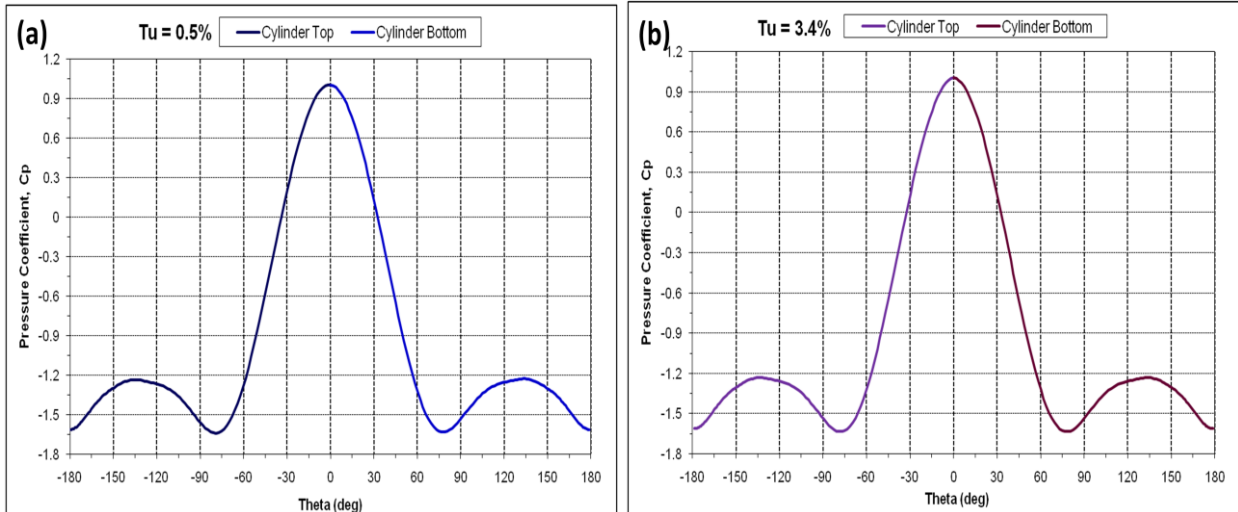 (a)
Tu = 0.5%
Cylinder Top
Cylinder Bottom
1.2
0.9
0.6
0.3
0
-0.3
-0.6
-0.9
-1.2
-1.5
-1.8
Pressure Coefficient, Cp
-180 -150 -120 -90 -60 -30 0 30 60 90 120 150 180
Theta (deg)
(b)
Tu = 3.4%
Cylinder Top
Cylinder Bottom
1.2
0.9
0.6
0.3
0
-0.3
-0.6
-0.9
-1.2
-1.5
-1.8
Pressure Coefficient, Cp
-180 -150 -120 -90 -60 -30 0 30 60 90 120 150 180
Theta (deg)